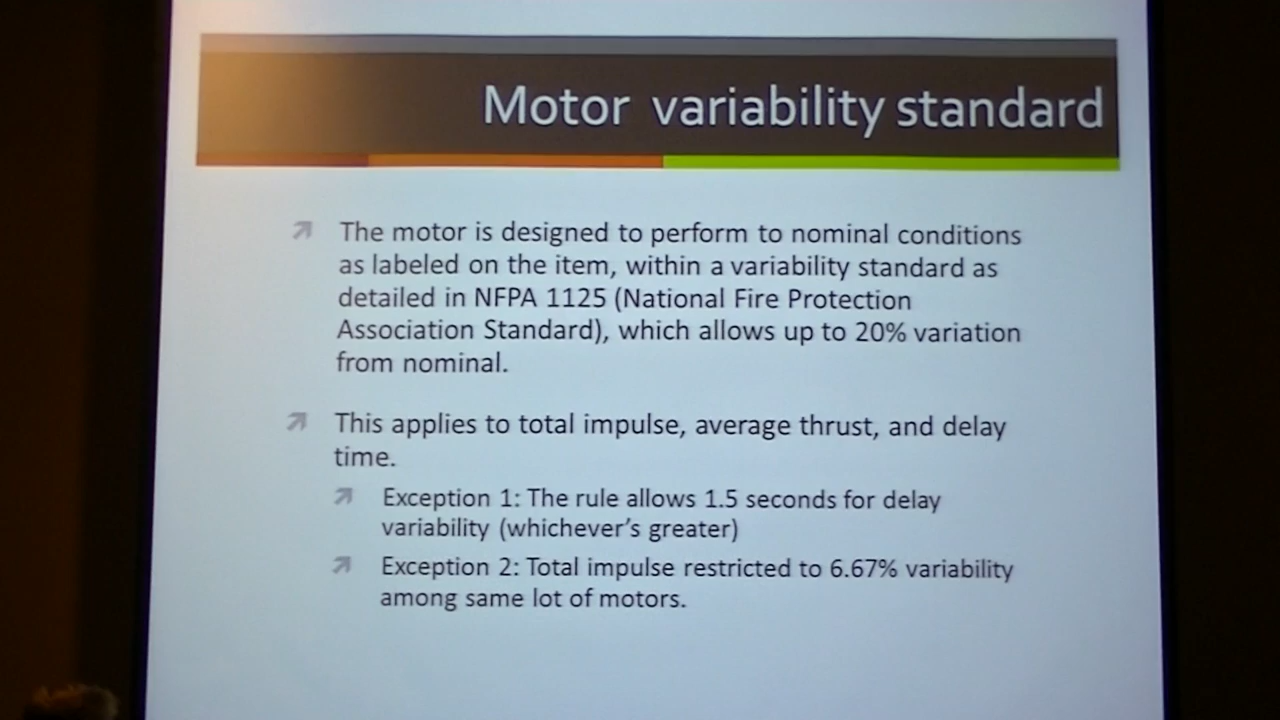 Motor variability standard
The motor is designed to perform to nominal conditions
as labeled on the item, within a variability standard as
detailed in NFPA 1125 (National Fire Protection
Association Standard), which allows up to 20% variation
from nominal.
This applies to total impulse, average thrust, and delay
time.
Exception 1: The rule allows 1.5 seconds for delay
variability (whichever’s greater)
Exception 2: Total impulse restricted to 6.67% variability
among same lot of motors.